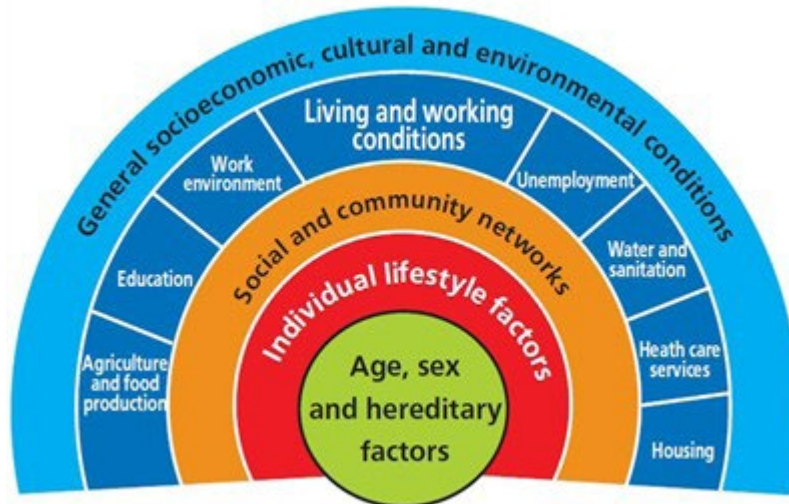 General socioeconomic, cultural and environmental conditions
Living and working
conditions
Work
environment
Unemployment
Education
Water and
sanitation
Agriculture
and food
production
Heath care
services
Housing
Social and community networks
Individual lifestyle factors
Age, sex
and hereditary
factors